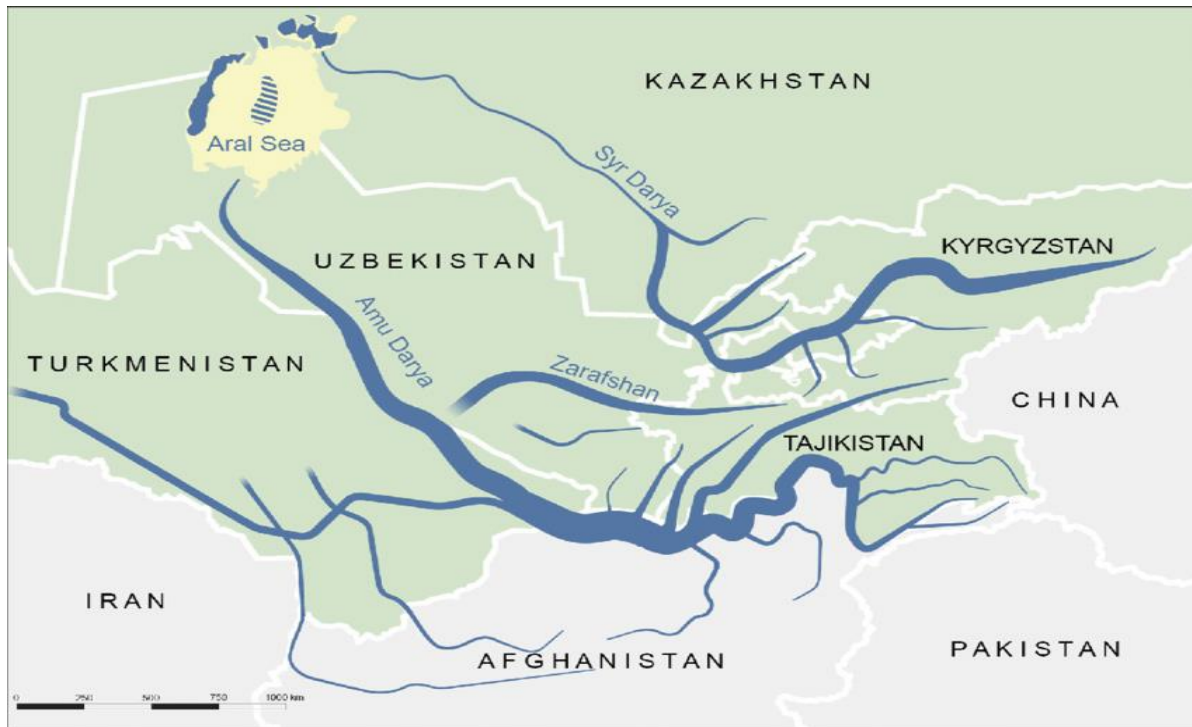 KAZAKHSTAN
Aral Sea
Syr Darya
KYRGYZSTAN
UZBEKISTAN
Amu Darya
TURKMENISTAN
Zarafshan
CHINA
TAJIKISTAN
IRAN
AFGHANISTAN
PAKISTAN
0 250 500 750 1000 km